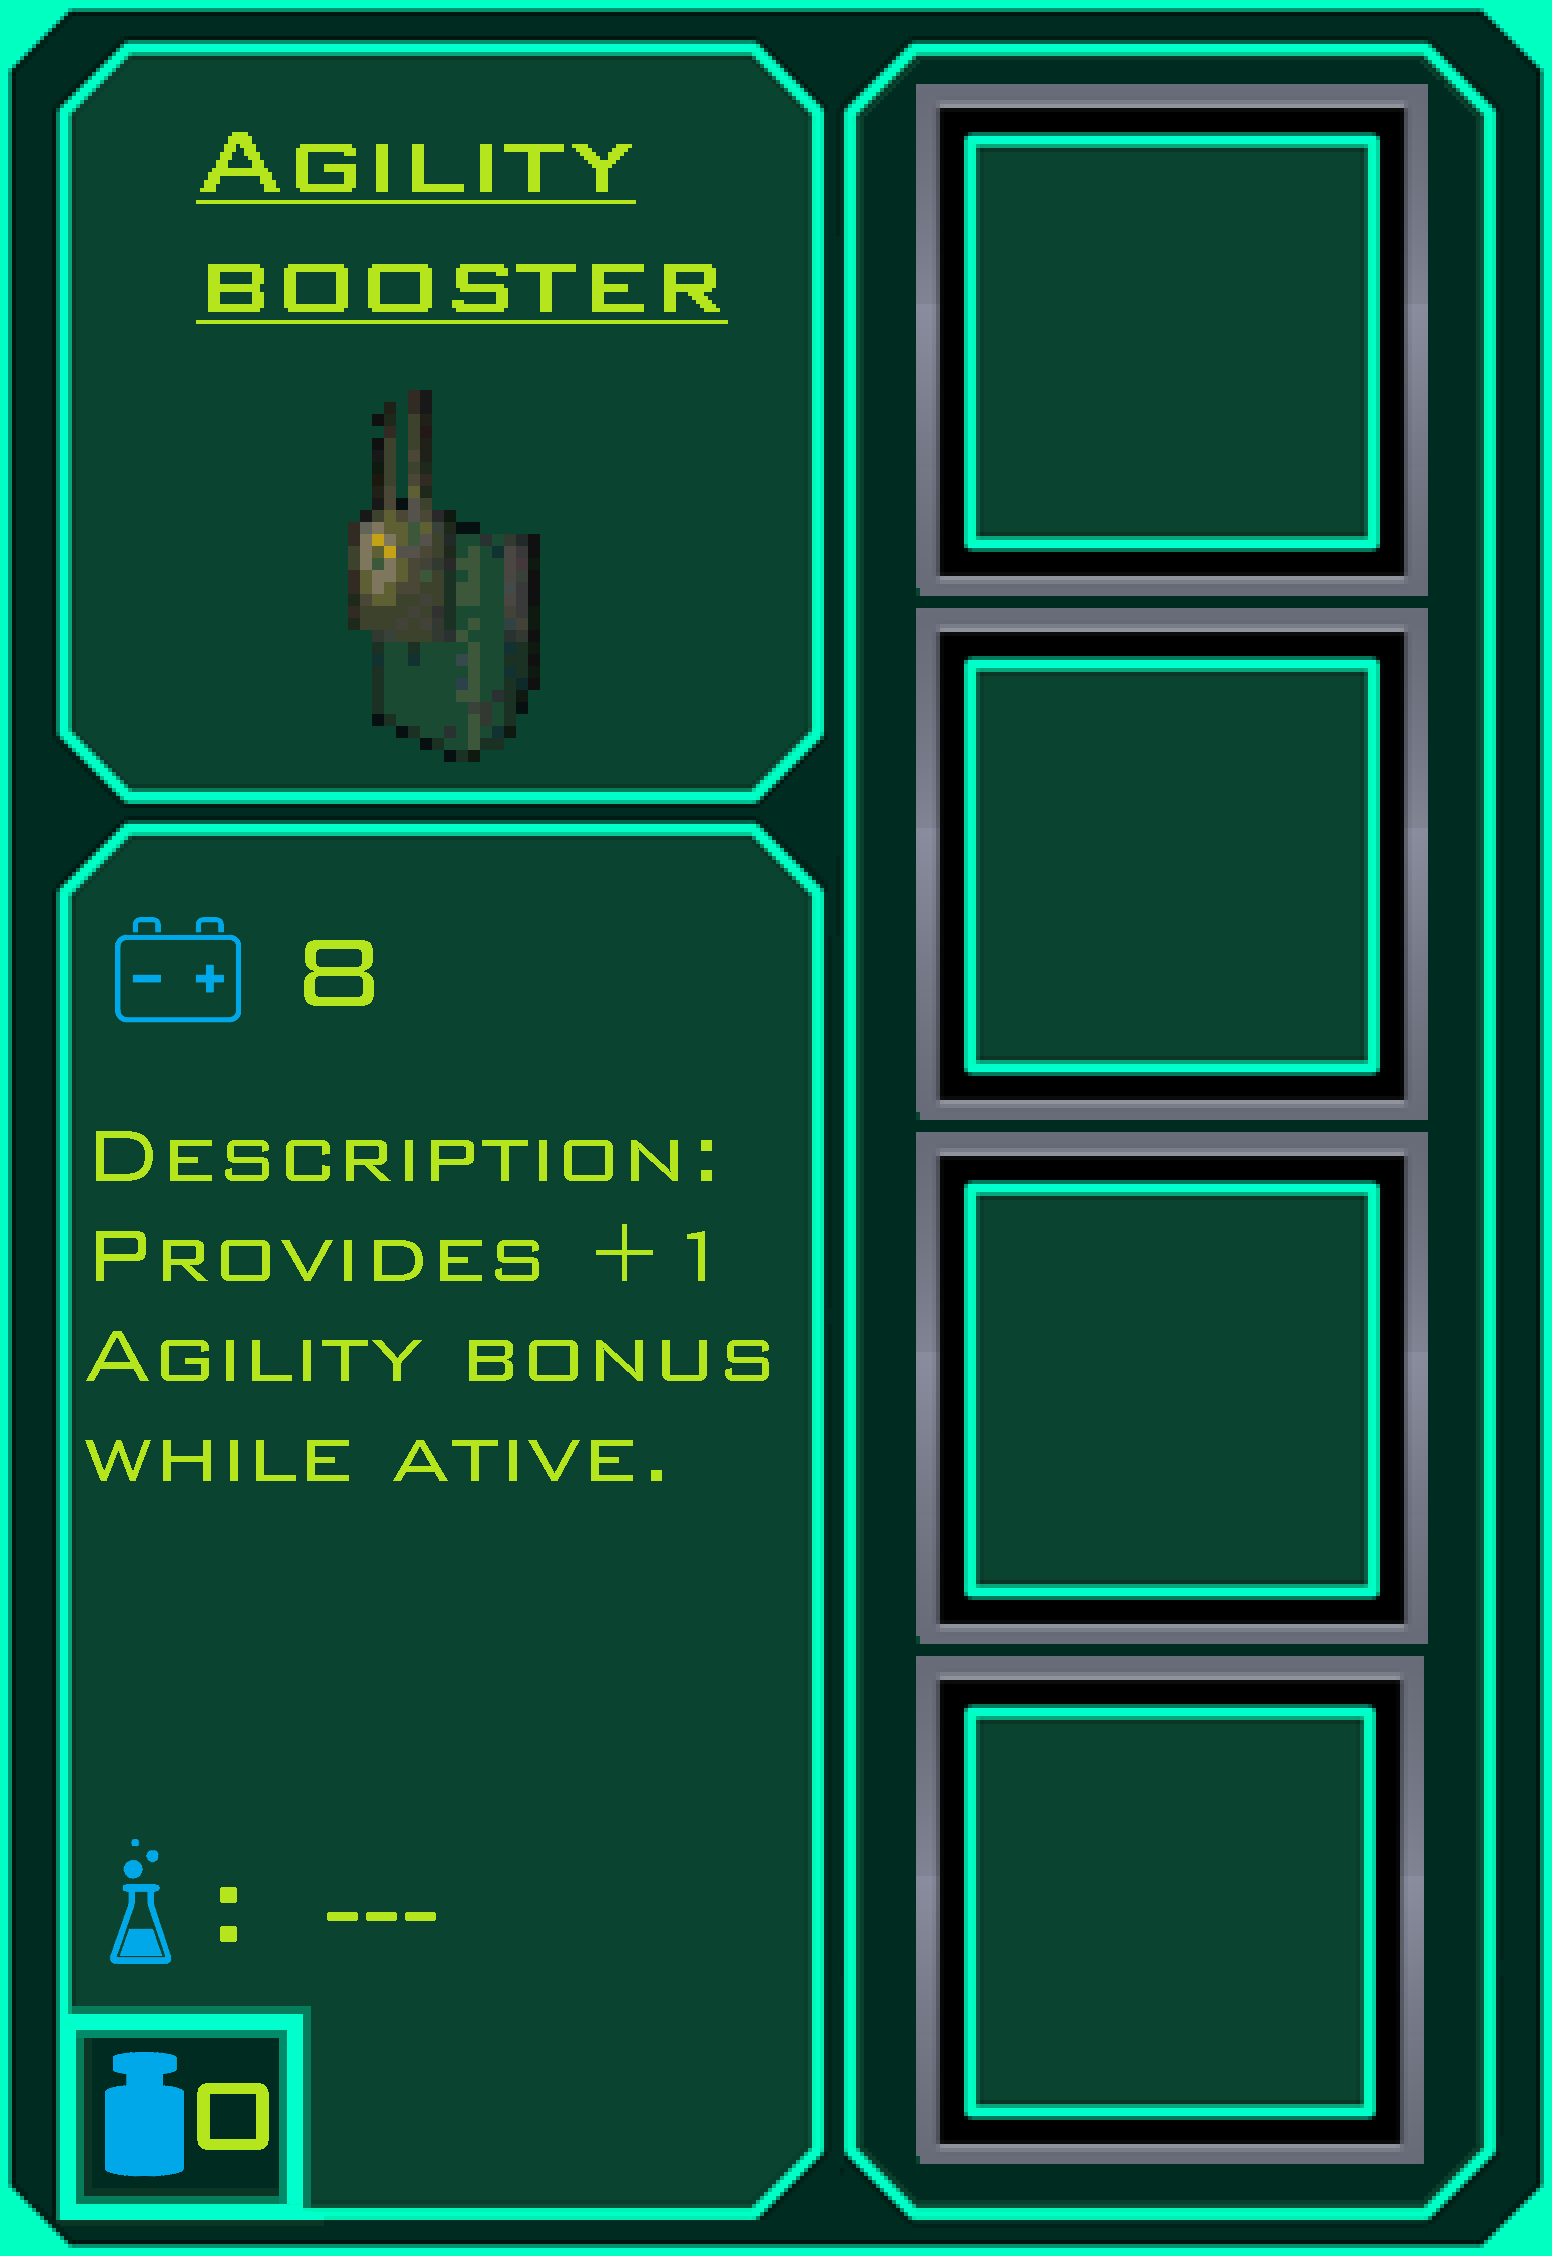 Agility
booster
8
Description:
Provides +1
Agility bonus
while ative.
: ---
0